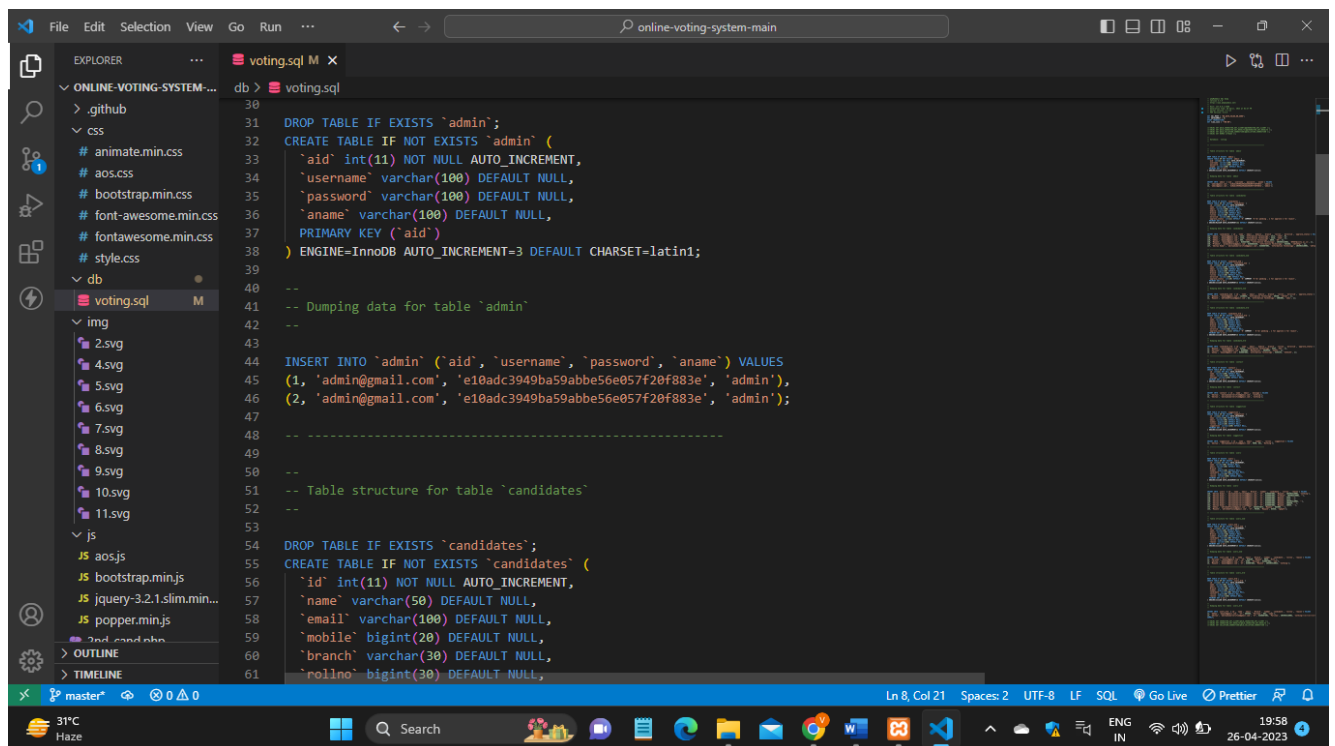 File Edit Selection View Go Run ··· online-voting-system-main
EXPLORER ···
ONLINE-VOTING-SYSTEM-...
.github
css
# animate.min.css
# aos.css
# bootstrap.min.css
# font-awesome.min.css
# fontawesome.min.css
# style.css
db
voting.sql M
img
2.svg
4.svg
5.svg
6.svg
7.svg
8.svg
9.svg
10.svg
11.svg
js
JS aos.js
JS bootstrap.min.js
JS jquery-3.2.1.slim.min...
JS popper.min.js
2nd_cand.php
OUTLINE
TIMELINE
1
voting.sql M
db > voting.sql
30
31 DROP TABLE IF EXISTS `admin`;
32 CREATE TABLE IF NOT EXISTS `admin` (
33 `aid` int(11) NOT NULL AUTO_INCREMENT,
34 `username` varchar(100) DEFAULT NULL,
35 `password` varchar(100) DEFAULT NULL,
36 `aname` varchar(100) DEFAULT NULL,
37 PRIMARY KEY (`aid`)
38 ) ENGINE=InnoDB AUTO_INCREMENT=3 DEFAULT CHARSET=latin1;
39
40 --
41 -- Dumping data for table `admin`
42 --
43
44 INSERT INTO `admin` (`aid`, `username`, `password`, `aname`) VALUES
45 (1, 'admin@gmail.com', 'e10adc3949ba59abbe56e057f20f883e', 'admin'),
46 (2, 'admin@gmail.com', 'e10adc3949ba59abbe56e057f20f883e', 'admin');
47
48 -- --------------------------------------------------------
49
50 --
51 -- Table structure for table `candidates`
52 --
53
54 DROP TABLE IF EXISTS `candidates`;
55 CREATE TABLE IF NOT EXISTS `candidates` (
56 `id` int(11) NOT NULL AUTO_INCREMENT,
57 `name` varchar(50) DEFAULT NULL,
58 `email` varchar(100) DEFAULT NULL,
59 `mobile` bigint(20) DEFAULT NULL,
60 `branch` varchar(30) DEFAULT NULL,
61 `rollno` bigint(30) DEFAULT NULL,
master* 0 0 Ln 8, Col 21 Spaces: 2 UTF-8 LF SQL Go Live Prettier
31°C
Haze
Search
ENG
IN
19:58
26-04-2023
4